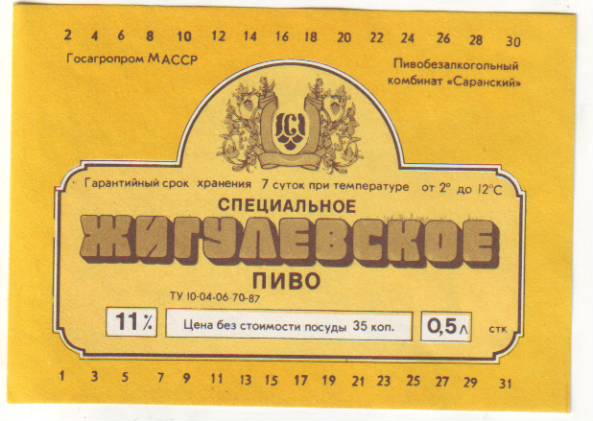 2 4 6 8 10 12 14 16 18 20 22 24 26 28 30
Госагропром МАССР
Пивобезалкогольный
комбинат «Саранский»
Гарантийный срок хранения 7 суток при температуре от 2° до 12°С
СПЕЦИАЛЬНОЕ
ЖИГУЛЕВСКОЕ
ПИВО
ТУ 10-04-06-70-87
11% Цена без стоимости посуды 35 коп. 0,5л стк
1 3 5 7 9 11 13 15 17 19 21 23 25 27 29 31